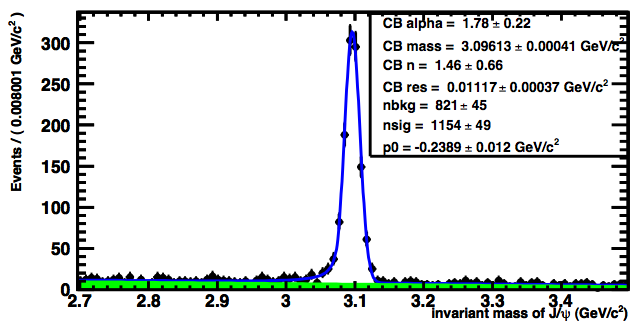 CB alpha = 1.78 ± 0.22
CB mass = 3.09613 ± 0.00041 GeV/c²
CB n = 1.46 ± 0.66
CB res = 0.01117 ± 0.00037 GeV/c²
nbkg = 821 ± 45
nsig = 1154 ± 49
p0 = -0.2389 ± 0.012 GeV/c²
Events / ( 0.008001 GeV/c² )
300
250
200
150
100
50
0
2.7 2.8 2.9 3 3.1 3.2 3.3 3.4
invariant mass of J/ψ (GeV/c²)